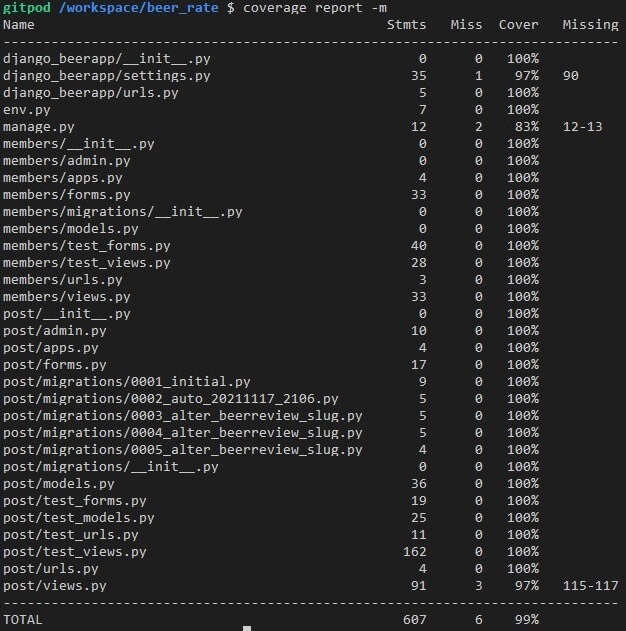 gitpod /workspace/beer_rate $ coverage report -m
Name                                          Stmts   Miss  Cover   Missing
---------------------------------------------------------------------------
django_beerapp/__init__.py                        0      0   100%
django_beerapp/settings.py                       35      1    97%   90
django_beerapp/urls.py                            5      0   100%
env.py                                            7      0   100%
manage.py                                        12      2    83%   12-13
members/__init__.py                               0      0   100%
members/admin.py                                  0      0   100%
members/apps.py                                   4      0   100%
members/forms.py                                 33      0   100%
members/migrations/__init__.py                    0      0   100%
members/models.py                                 0      0   100%
members/test_forms.py                            40      0   100%
members/test_views.py                            28      0   100%
members/urls.py                                   3      0   100%
members/views.py                                 33      0   100%
post/__init__.py                                  0      0   100%
post/admin.py                                    10      0   100%
post/apps.py                                      4      0   100%
post/forms.py                                    17      0   100%
post/migrations/0001_initial.py                   9      0   100%
post/migrations/0002_auto_20211117_2106.py        5      0   100%
post/migrations/0003_alter_beerreview_slug.py     5      0   100%
post/migrations/0004_alter_beerreview_slug.py     5      0   100%
post/migrations/0005_alter_beerreview_slug.py     4      0   100%
post/migrations/__init__.py                       0      0   100%
post/models.py                                   36      0   100%
post/test_forms.py                               19      0   100%
post/test_models.py                              25      0   100%
post/test_urls.py                                11      0   100%
post/test_views.py                              162      0   100%
post/urls.py                                      4      0   100%
post/views.py                                    91      3    97%   115-117
---------------------------------------------------------------------------
TOTAL                                           607      6    99%